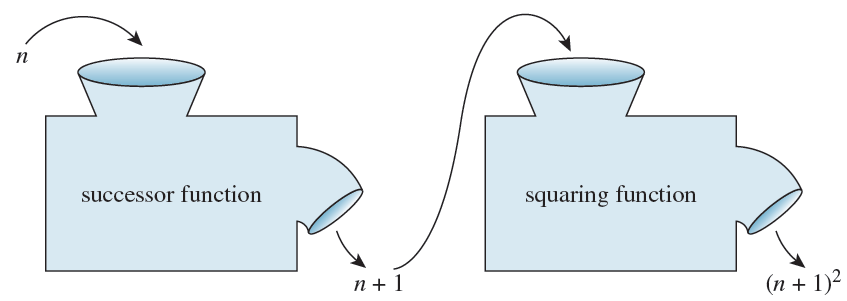 n
successor function
n + 1
squaring function
(n + 1)²